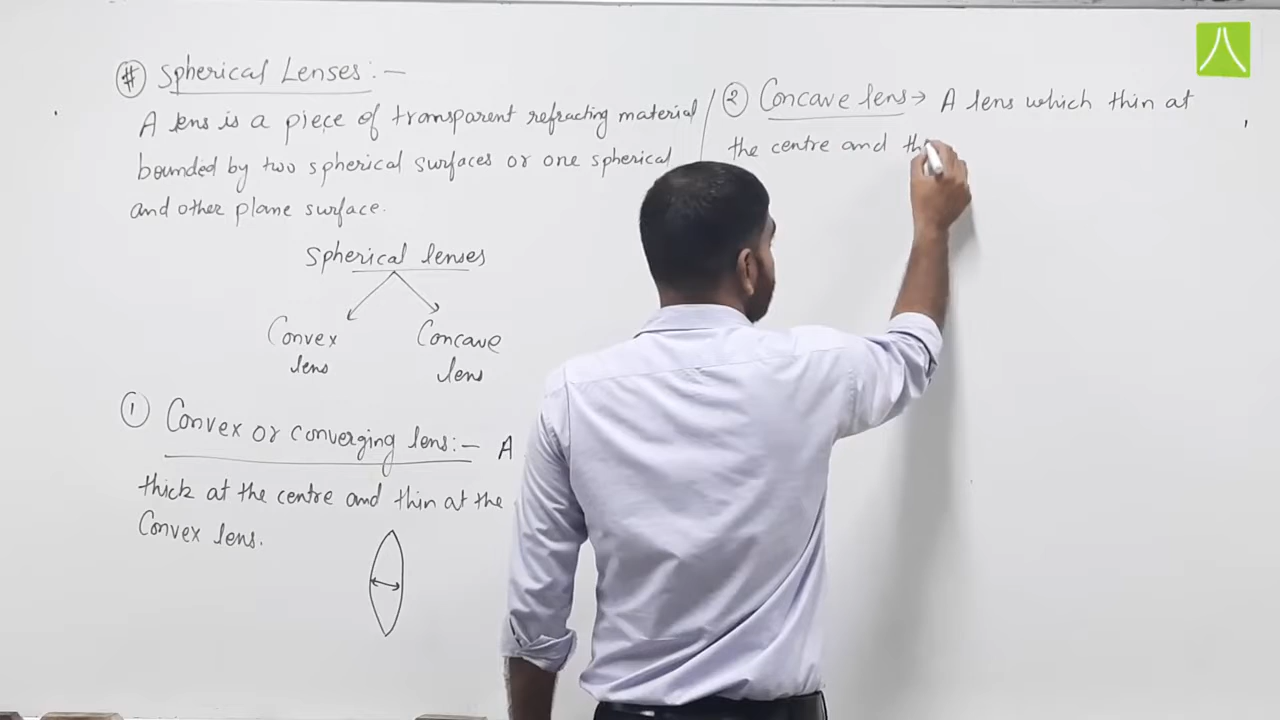 # Spherical Lenses:-
A lens is a piece of transparent refracting material
bounded by two spherical surfaces or one spherical
and other plane surface.
Spherical lenses
Convex
lens
Concave
lens
1 Convex or converging lens:- A
thick at the centre and thin at the
Convex lens.
2 Concave lens→ A lens which thin at
the centre and